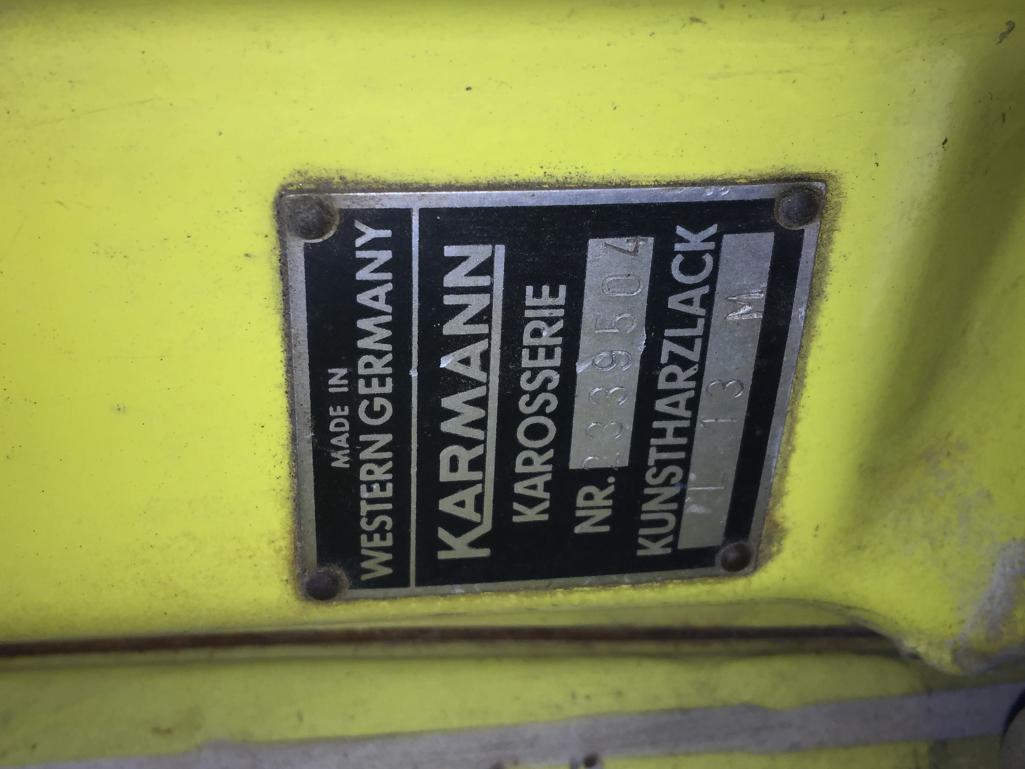 MADE IN
WESTERN GERMANY
KARMANN
KAROSSERIE
NR. 2339504
KUNSTHARZLACK
L 13 M